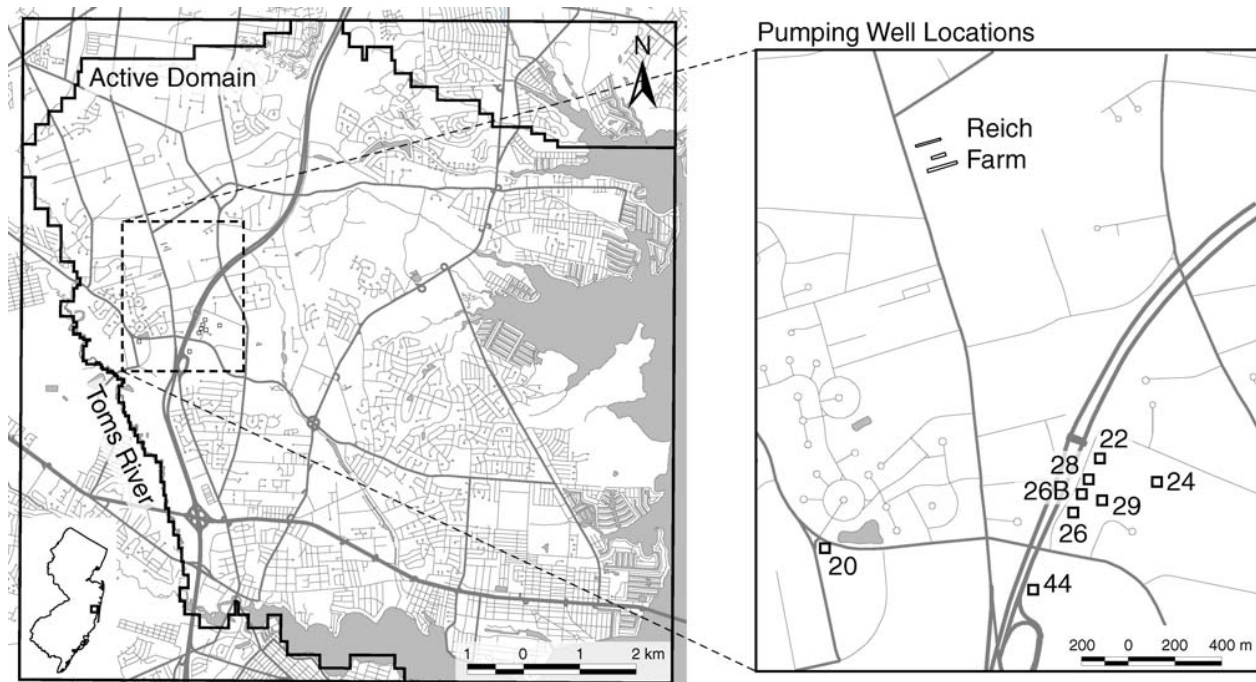 Active Domain
N
Toms River
1 0 1 2 km
Pumping Well Locations
Reich
Farm
22
28
24
26B
29
26
20
44
200 0 200 400 m